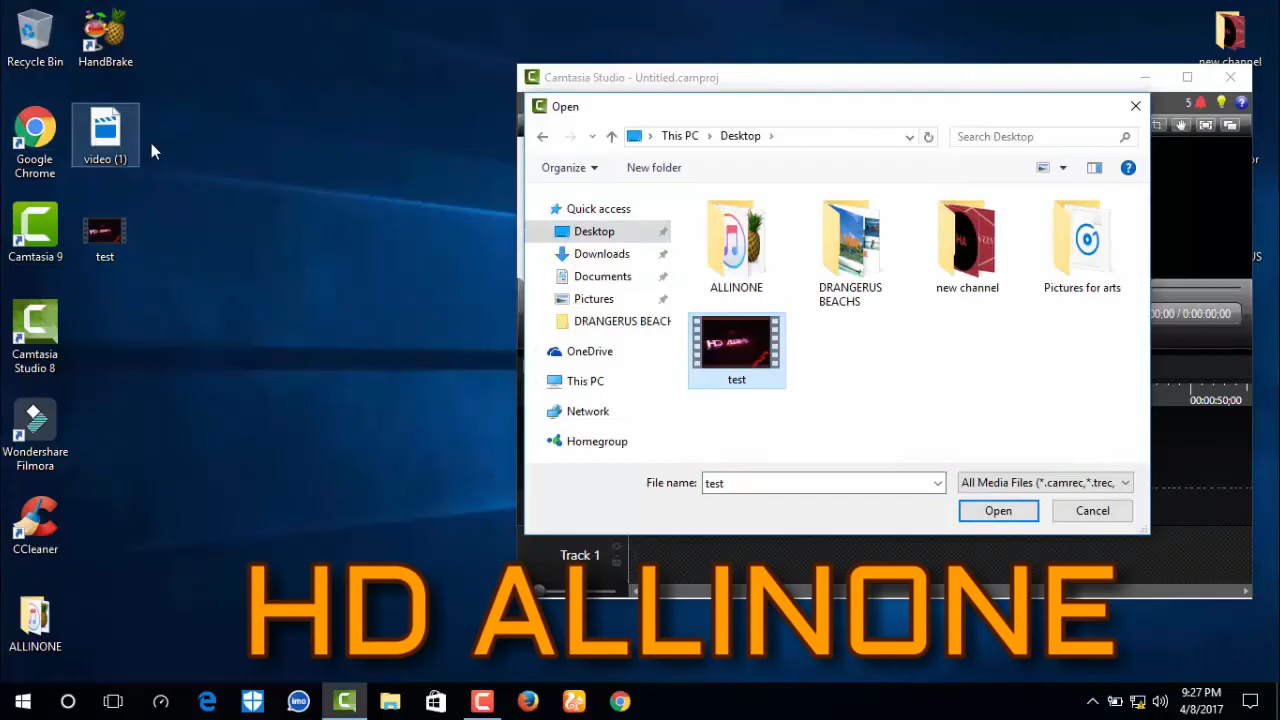 Recycle Bin
HandBrake
Google
Chrome
video (1)
Camtasia 9
test
Camtasia
Studio 8
Wondershare
Filmora
CCleaner
ALLINONE
new channel
Camtasia Studio - Untitled.camproj
5
Open
This PC
Desktop
Search Desktop
Organize
New folder
Quick access
Desktop
Downloads
Documents
Pictures
DRANGERUS BEACH
OneDrive
This PC
Network
Homegroup
ALLINONE
DRANGERUS
BEACHS
new channel
Pictures for arts
HD
test
File name:
test
All Media Files (*.camrec,*.trec,
Open
Cancel
00:00 / 0:00:00:00
00:00:50;00
Track 1
HD ALLINONE
imo
9:27 PM
4/8/2017